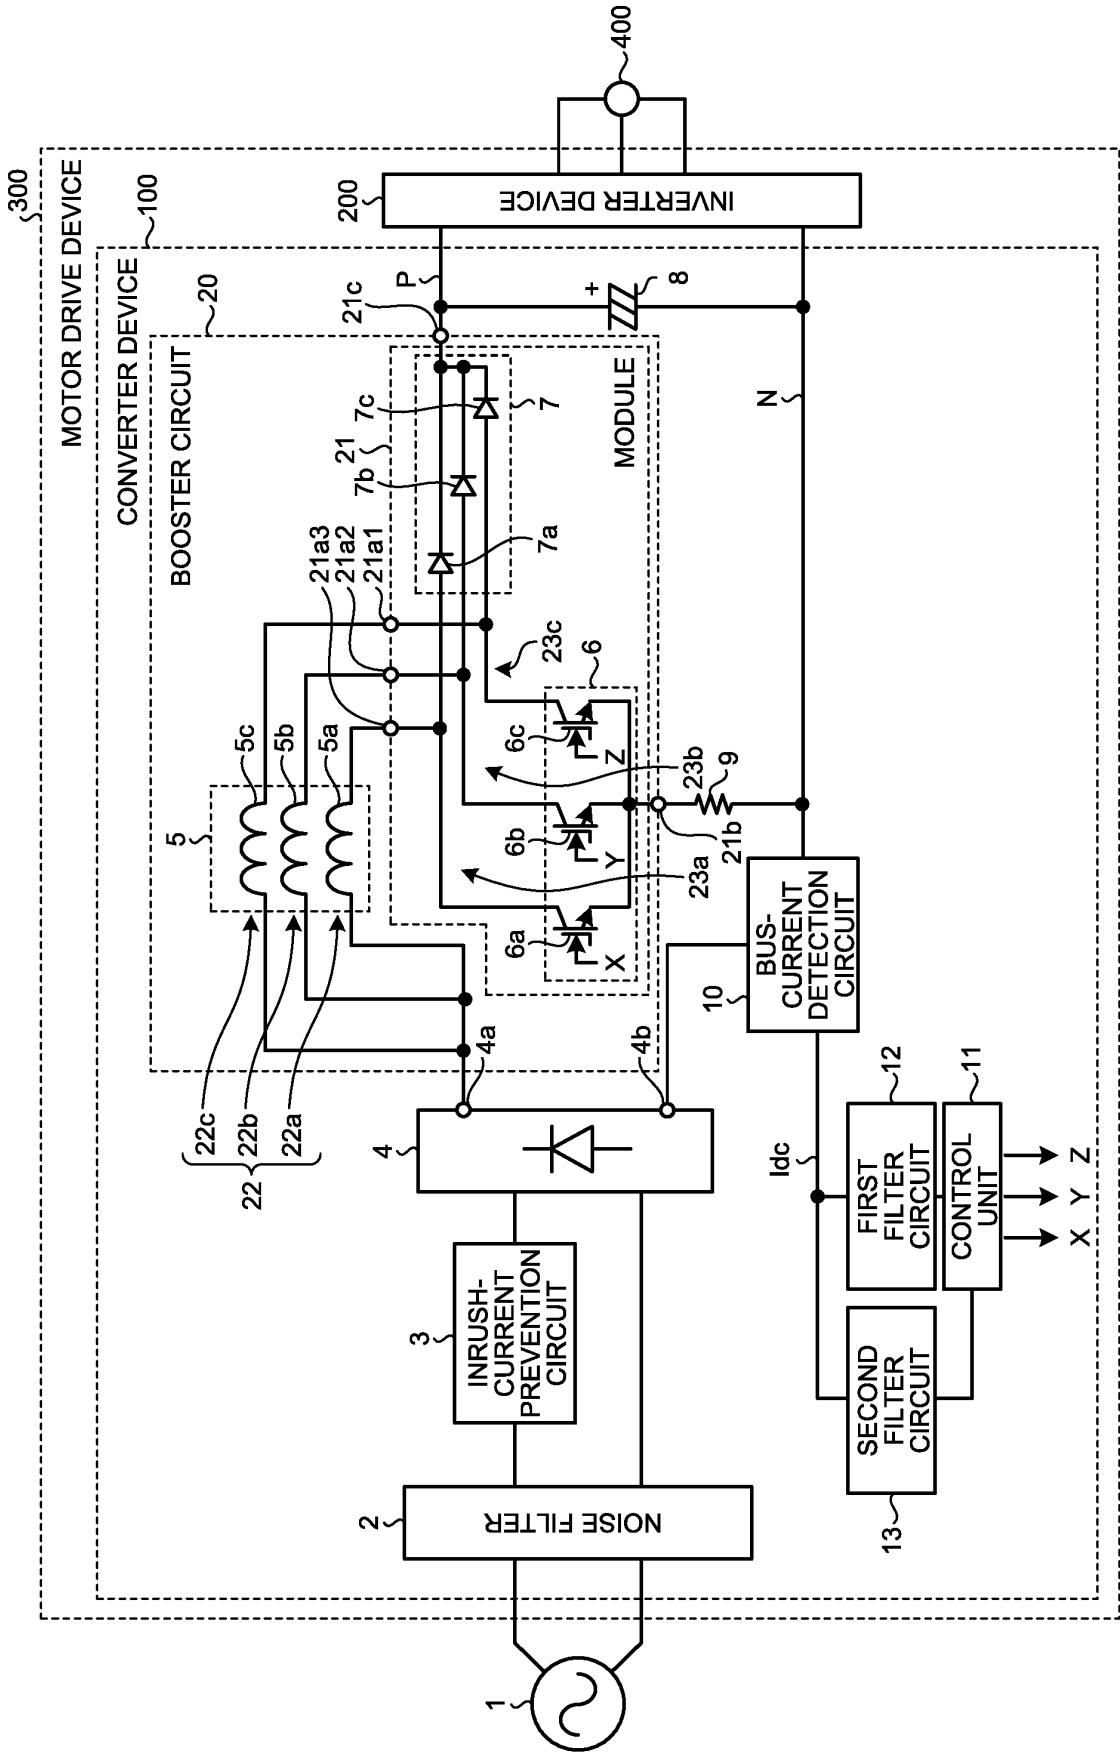 300
MOTOR DRIVE DEVICE
100
CONVERTER DEVICE
20
BOOSTER CIRCUIT
22
22c
22b
22a
5
5c
5b
5a
21a3
21a2
21a1
21
7c
7b
7a
7
MODULE
21c
P
+
8
N
200
INVERTER DEVICE
400
23c
23b
23a
6
6a
6b
6c
X
Y
Z
21b
9
4
4a
4b
3
INRUSH-
CURRENT
PREVENTION
CIRCUIT
2
NOISE FILTER
1
10
BUS-
CURRENT
DETECTION
CIRCUIT
Idc
12
FIRST
FILTER
CIRCUIT
11
CONTROL
UNIT
13
SECOND
FILTER
CIRCUIT
X
Y
Z